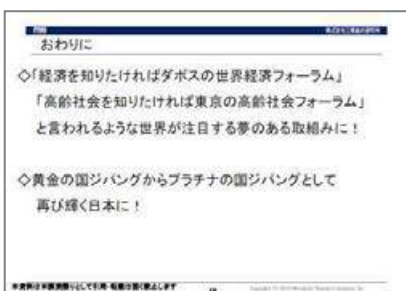 おわりに
◇「経済を知りたければダボスの世界経済フォーラム」
「高齢社会を知りたければ東京の高齢社会フォーラム」
と言われるような世界が注目する夢のある取組みに！
◇黄金の国ジパングからプラチナの国ジパングとして
再び輝く日本に！